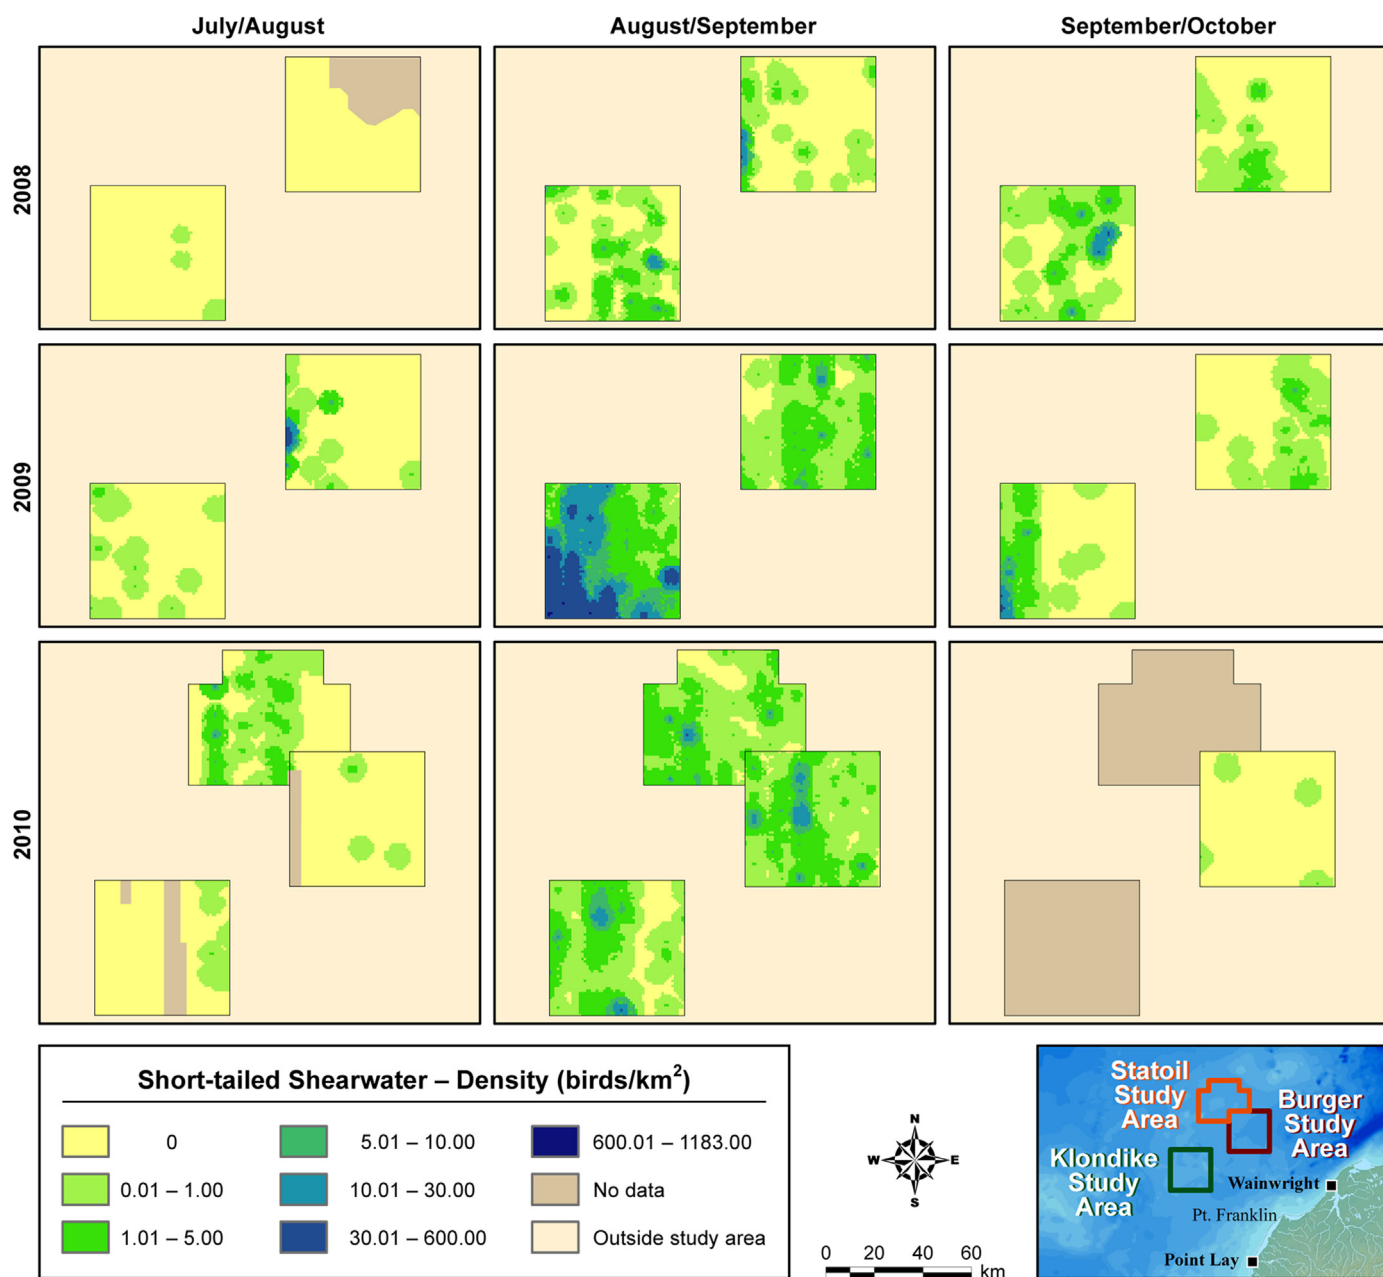 July/August
August/September
September/October
2008
2009
2010
Short-tailed Shearwater – Density (birds/km²)
0
0.01 – 1.00
1.01 – 5.00
5.01 – 10.00
10.01 – 30.00
30.01 – 600.00
600.01 – 1183.00
No data
Outside study area
N
W
E
S
0 20 40 60
km
Statoil
Study
Area
Burger
Study
Area
Klondike
Study
Area
Wainwright
Pt. Franklin
Point Lay